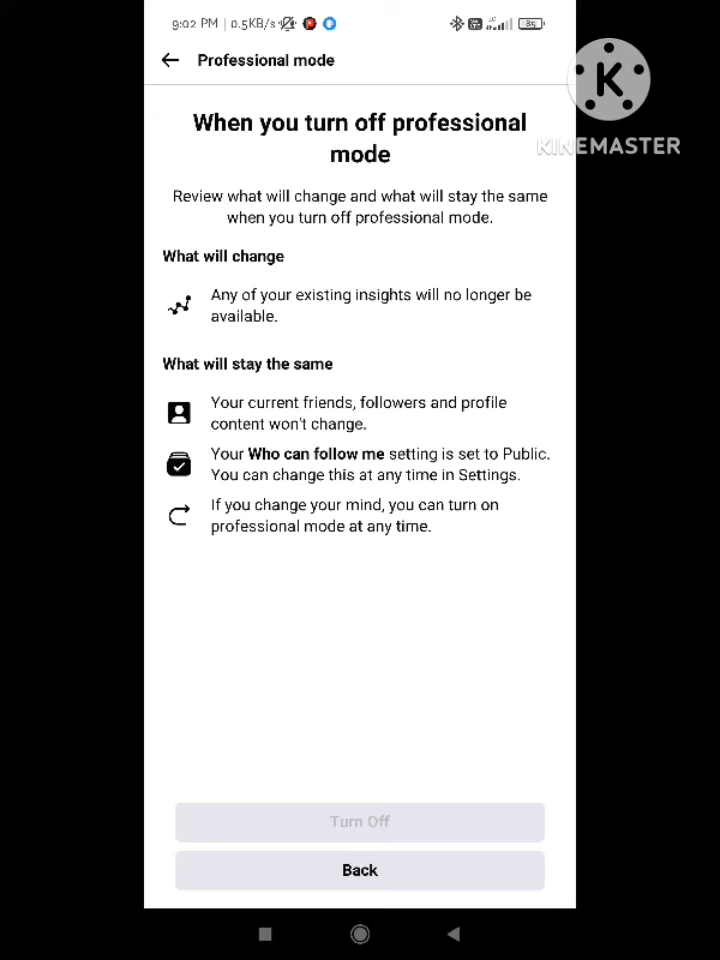 9:02 PM | 0.5KB/s
85
Professional mode
K
KINEMASTER
When you turn off professional
mode
Review what will change and what will stay the same
when you turn off professional mode.
What will change
Any of your existing insights will no longer be
available.
What will stay the same
Your current friends, followers and profile
content won't change.
Your Who can follow me setting is set to Public.
You can change this at any time in Settings.
If you change your mind, you can turn on
professional mode at any time.
Turn Off
Back